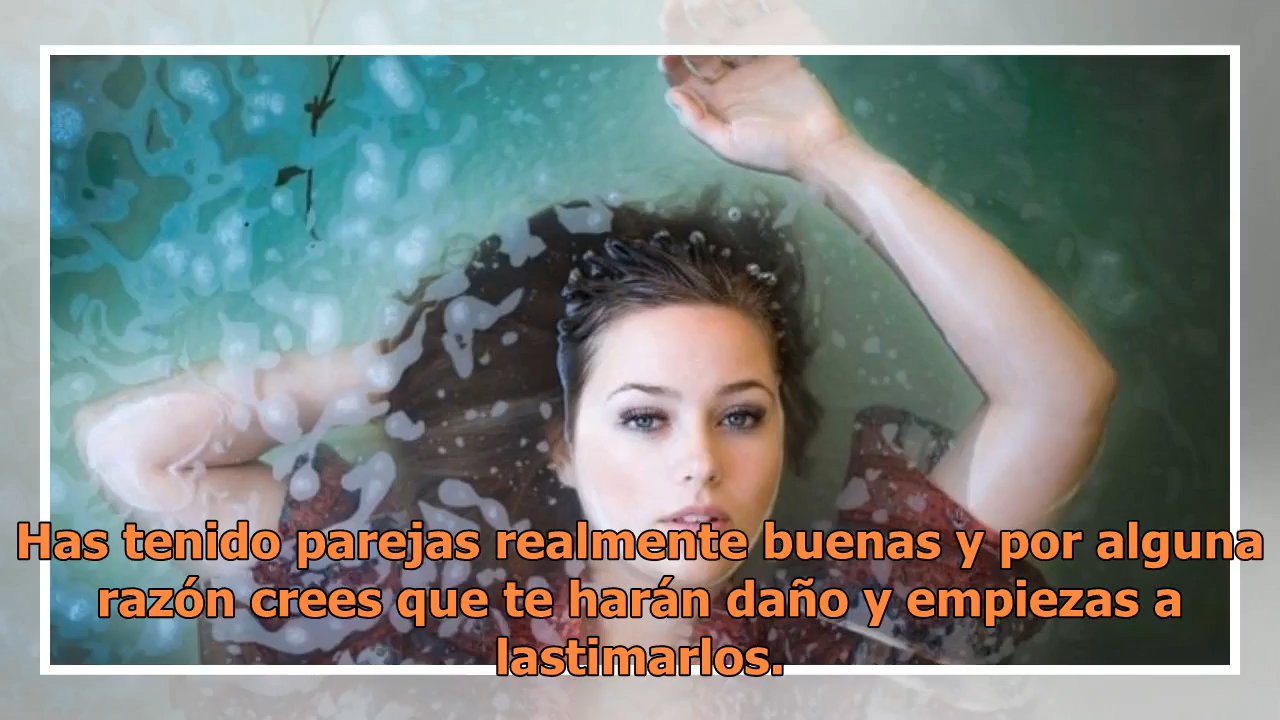 Has tenido parejas realmente buenas y por alguna
razón crees que te harán daño y empiezas a
lastimarlos.